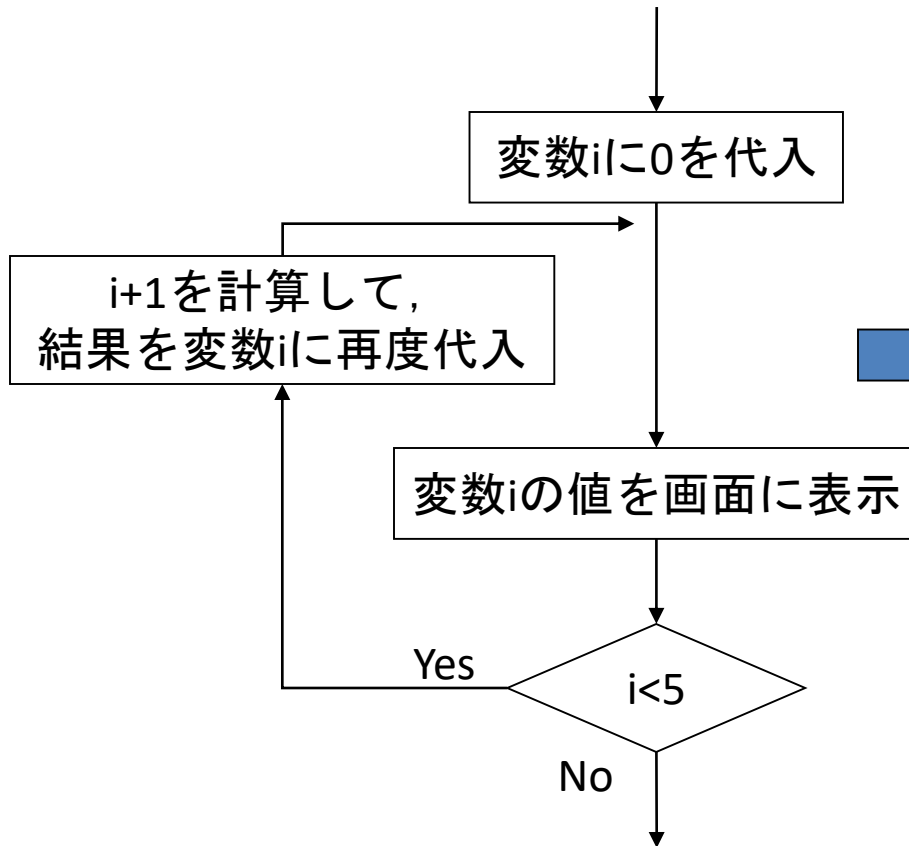 変数iに0を代入
i+1を計算して,
結果を変数iに再度代入
変数iの値を画面に表示
Yes
i<5
No